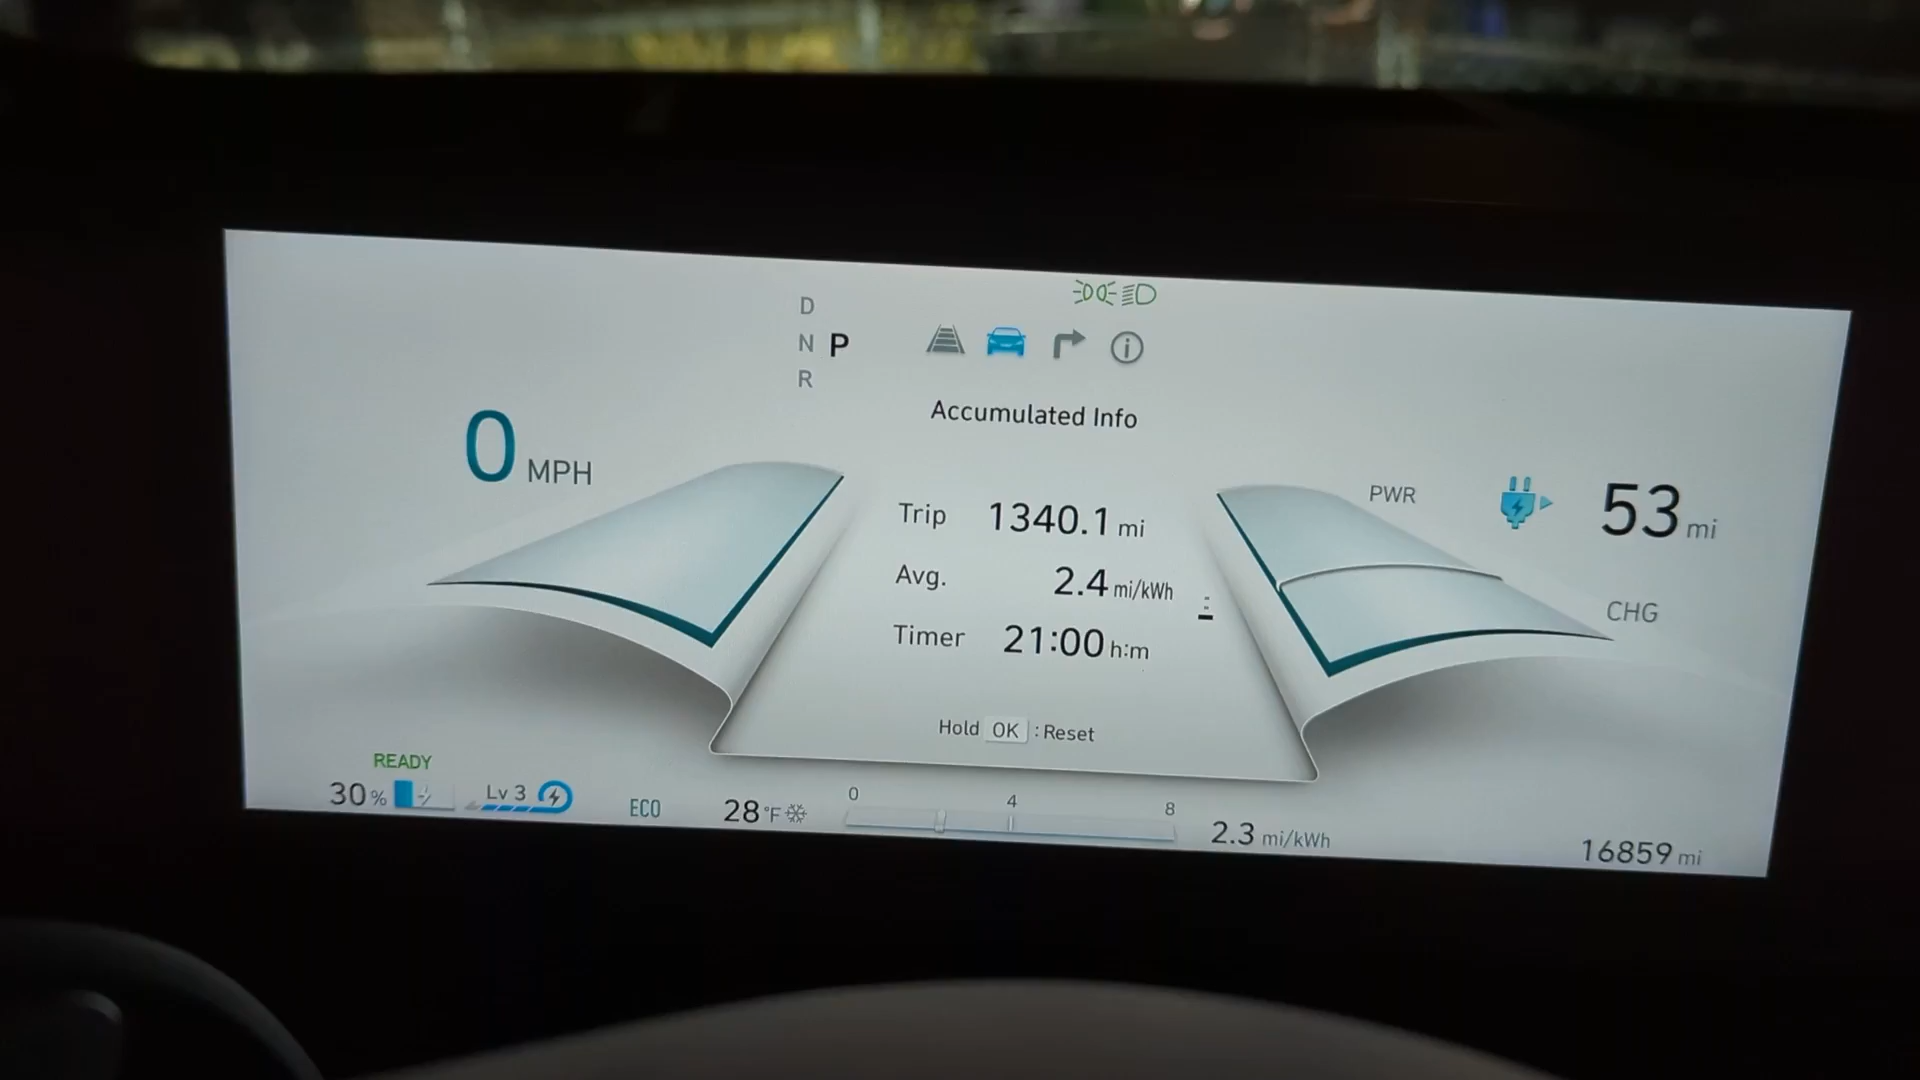 D
N P
R
Accumulated Info
0 MPH
Trip 1340.1 mi
Avg. 2.4 mi/kWh
Timer 21:00 h:m
Hold OK : Reset
PWR
53 mi
CHG
READY
30%
Lv 3
ECO
28°F
0 4 8
2.3 mi/kWh
16859 mi